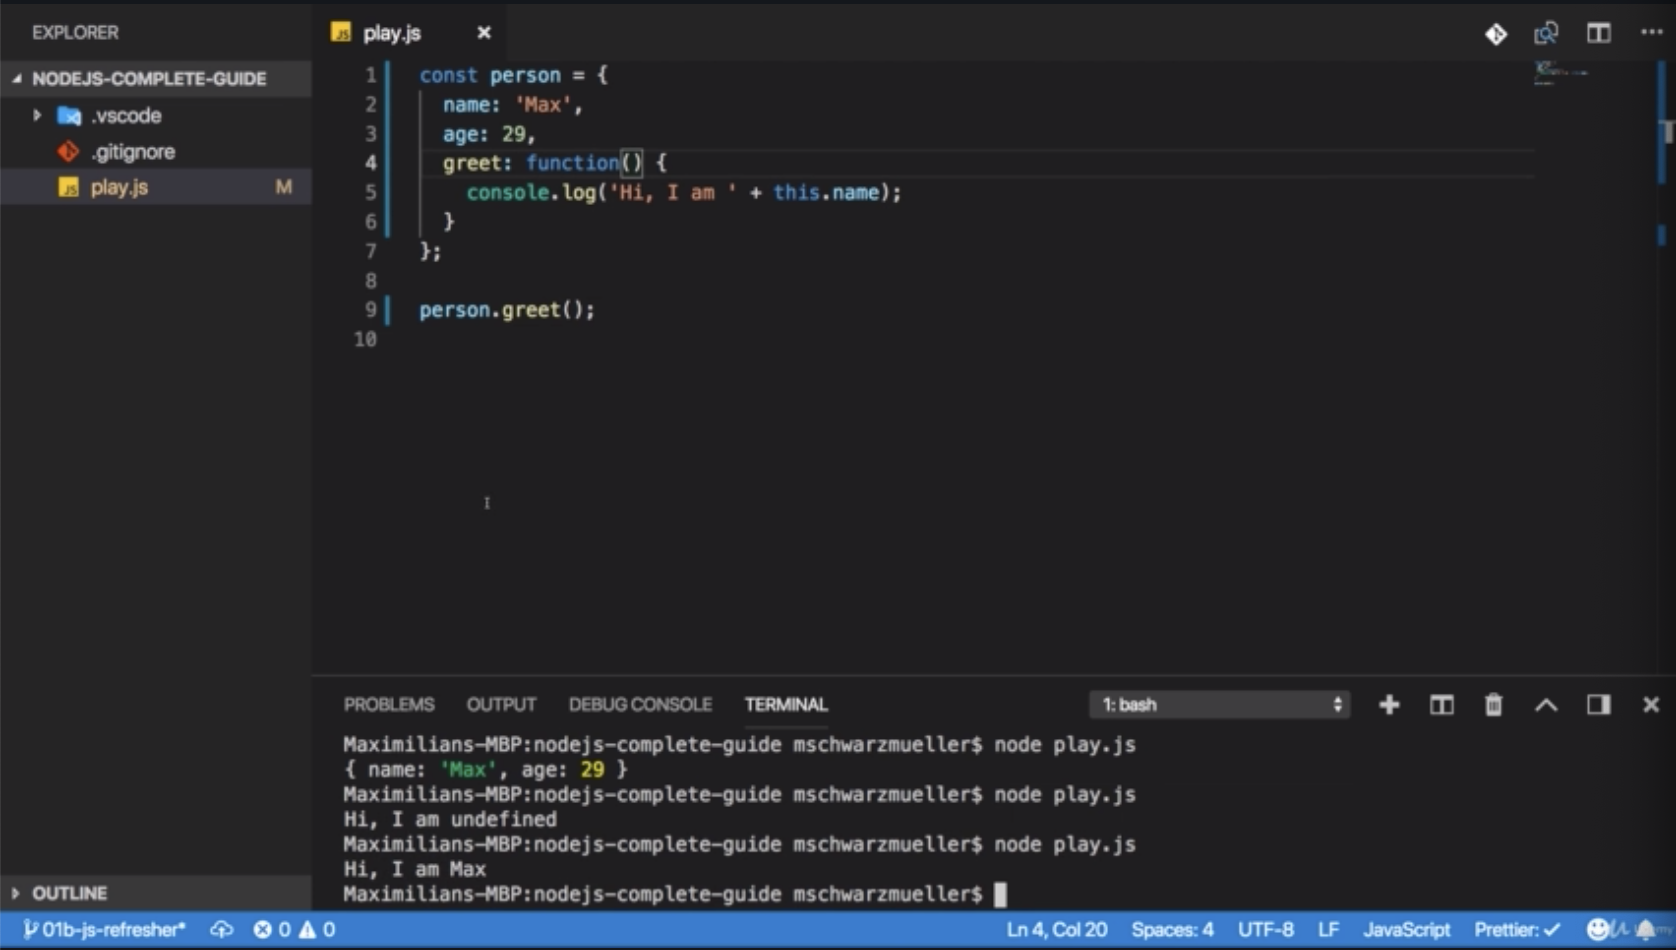 EXPLORER
NODEJS-COMPLETE-GUIDE
.vscode
.gitignore
play.js M
play.js
1 const person = {
2 name: 'Max',
3 age: 29,
4 greet: function() {
5 console.log('Hi, I am ' + this.name);
6 }
7 };
8
9 person.greet();
10
PROBLEMS OUTPUT DEBUG CONSOLE TERMINAL 1: bash
Maximilians-MBP:nodejs-complete-guide mschwarzmueller$ node play.js
{ name: 'Max', age: 29 }
Maximilians-MBP:nodejs-complete-guide mschwarzmueller$ node play.js
Hi, I am undefined
Maximilians-MBP:nodejs-complete-guide mschwarzmueller$ node play.js
Hi, I am Max
Maximilians-MBP:nodejs-complete-guide mschwarzmueller$
OUTLINE
01b-js-refresher* 0 0 Ln 4, Col 20 Spaces: 4 UTF-8 LF JavaScript Prettier: ✓